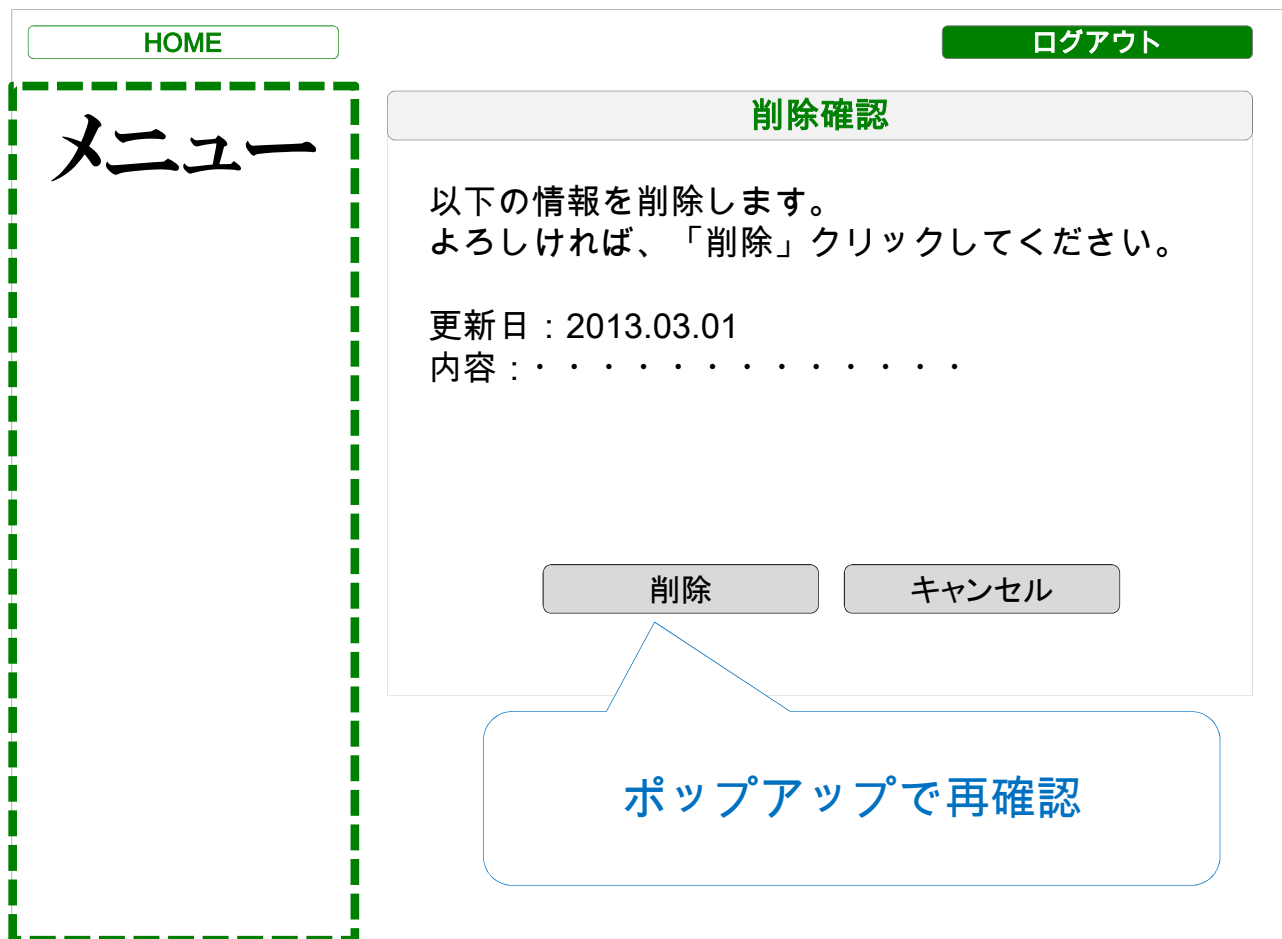 HOME
ログアウト
メニュー
削除確認
以下の情報を削除します。
よろしければ、「削除」クリックしてください。
更新日：2013.03.01
内容：・・・・・・・・・・・・・
削除
キャンセル
ポップアップで再確認